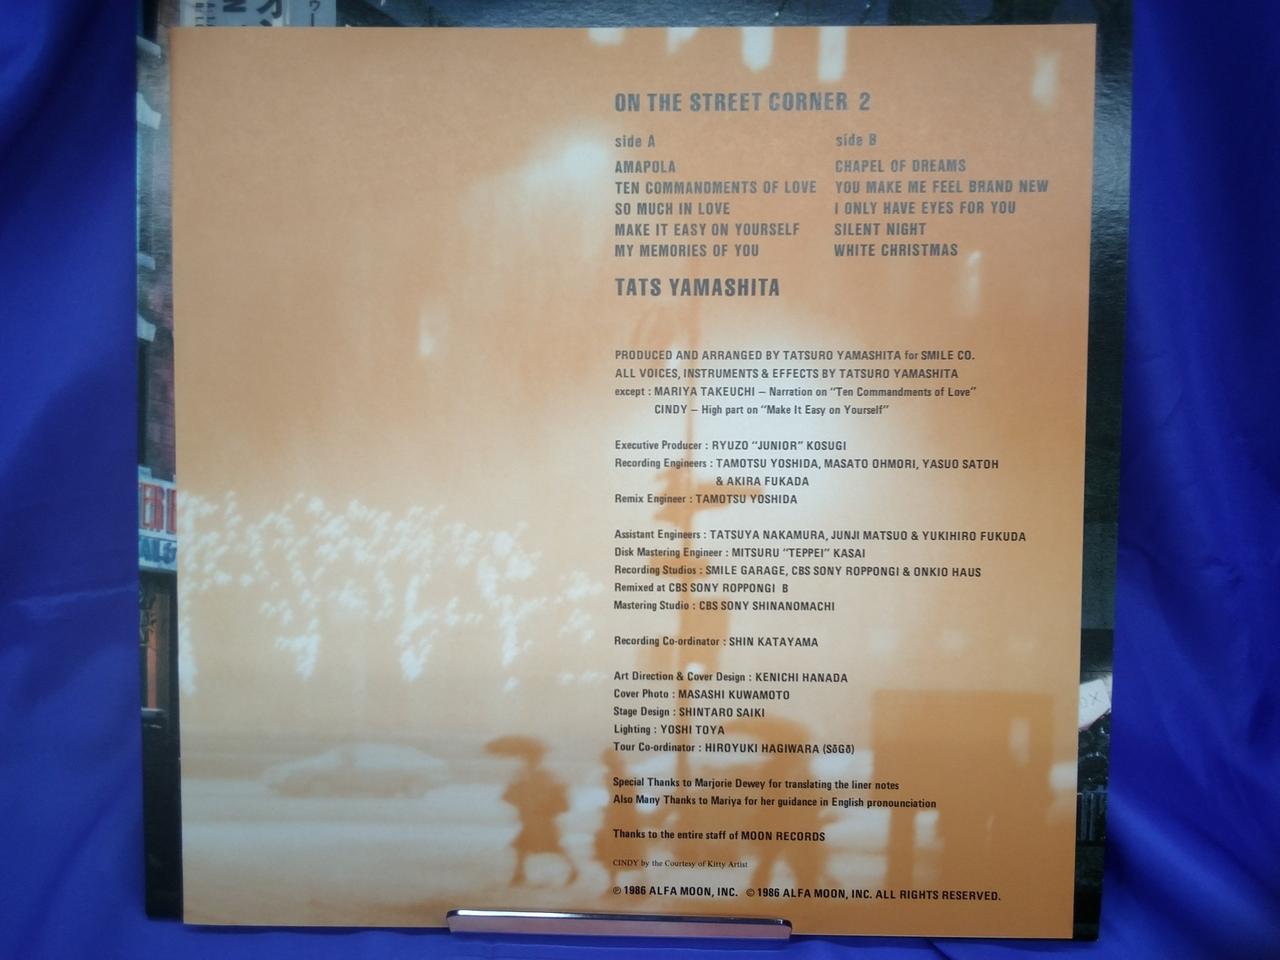 ON THE STREET CORNER 2
side A
AMAPOLA
TEN COMMANDMENTS OF LOVE
SO MUCH IN LOVE
MAKE IT EASY ON YOURSELF
MY MEMORIES OF YOU
side B
CHAPEL OF DREAMS
YOU MAKE ME FEEL BRAND NEW
I ONLY HAVE EYES FOR YOU
SILENT NIGHT
WHITE CHRISTMAS
TATS YAMASHITA
PRODUCED AND ARRANGED BY TATSURO YAMASHITA for SMILE CO.
ALL VOICES, INSTRUMENTS & EFFECTS BY TATSURO YAMASHITA
except : MARIYA TAKEUCHI – Narration on “Ten Commandments of Love”
CINDY – High part on “Make It Easy on Yourself”
Executive Producer : RYUZO “JUNIOR” KOSUGI
Recording Engineers : TAMOTSU YOSHIDA, MASATO OHMORI, YASUO SATOH
& AKIRA FUKADA
Remix Engineer : TAMOTSU YOSHIDA
Assistant Engineers : TATSUYA NAKAMURA, JUNJI MATSUO & YUKIHIRO FUKUDA
Disk Mastering Engineer : MITSURU “TEPPEI” KASAI
Recording Studios : SMILE GARAGE, CBS SONY ROPPONGI & ONKIO HAUS
Remixed at CBS SONY ROPPONGI B
Mastering Studio : CBS SONY SHINANOMACHI
Recording Co-ordinator : SHIN KATAYAMA
Art Direction & Cover Design : KENICHI HANADA
Cover Photo : MASASHI KUWAMOTO
Stage Design : SHINTARO SAIKI
Lighting : YOSHI TOYA
Tour Co-ordinator : HIROYUKI HAGIWARA (SōGō)
Special Thanks to Marjorie Dewey for translating the liner notes
Also Many Thanks to Mariya for her guidance in English pronounciation
Thanks to the entire staff of MOON RECORDS
CINDY by the Courtesy of Kitty Artist
℗ 1986 ALFA MOON, INC. © 1986 ALFA MOON, INC. ALL RIGHTS RESERVED.